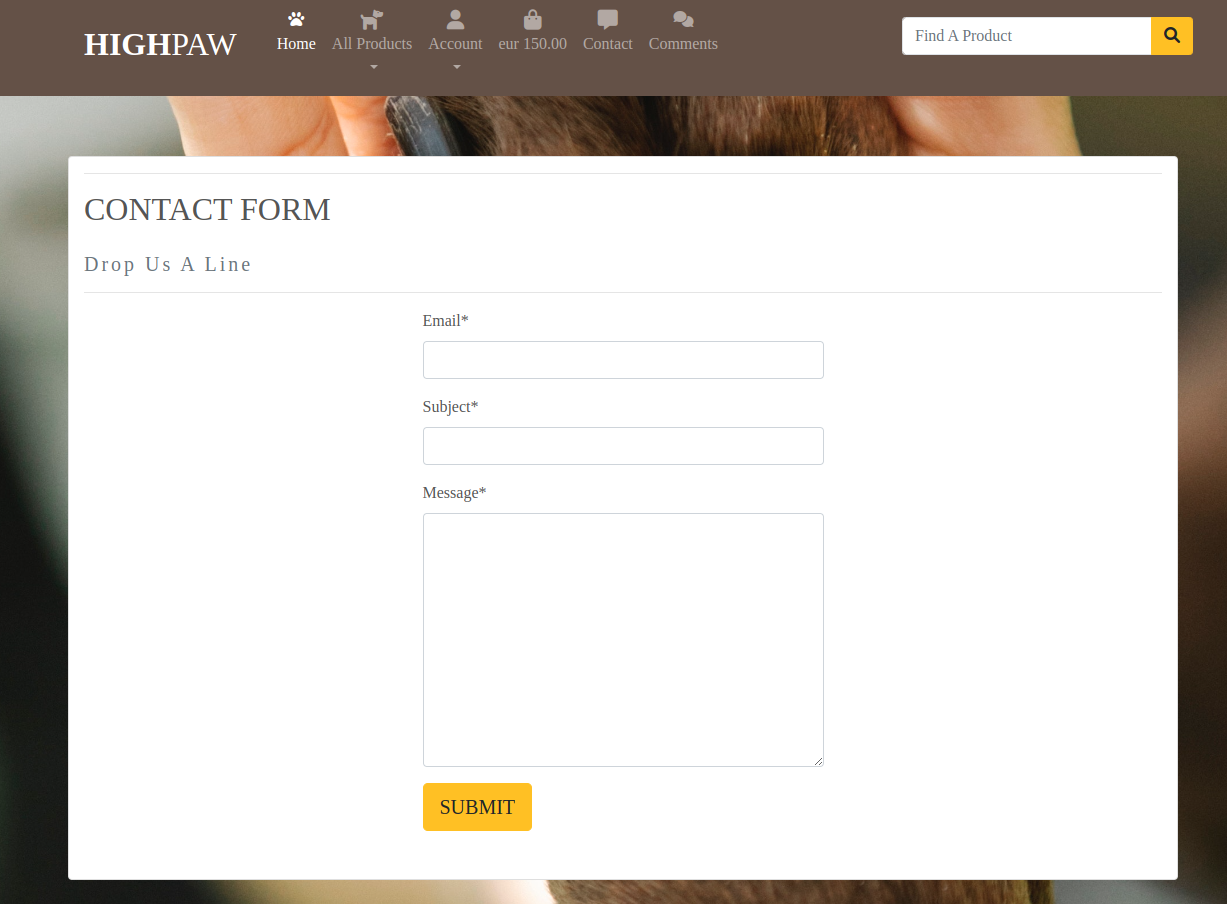 HIGHPAW
Home
All Products
Account
eur 150.00
Contact
Comments
Find A Product
CONTACT FORM
Drop Us A Line
Email*
Subject*
Message*
SUBMIT